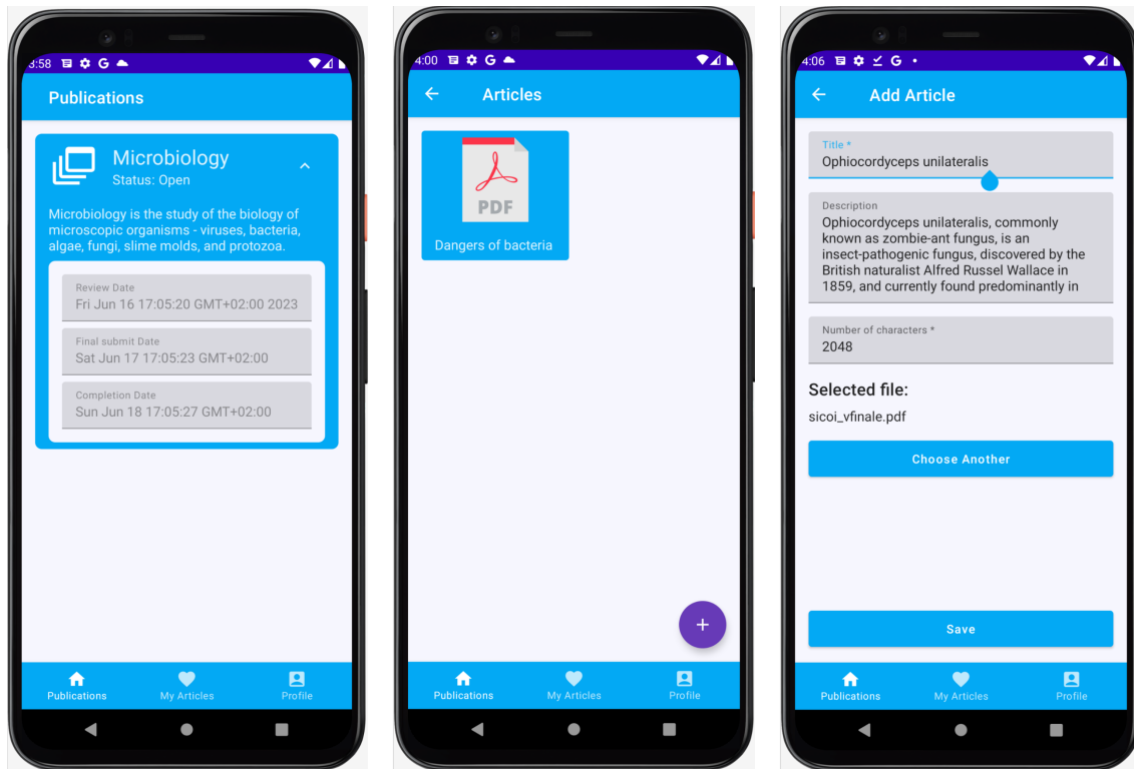 3:58
Publications
Microbiology
Status: Open
Microbiology is the study of the biology of
microscopic organisms - viruses, bacteria,
algae, fungi, slime molds, and protozoa.
Review Date
Fri Jun 16 17:05:20 GMT+02:00 2023
Final submit Date
Sat Jun 17 17:05:23 GMT+02:00
Completion Date
Sun Jun 18 17:05:27 GMT+02:00
Publications
My Articles
Profile
4:00
Articles
PDF
Dangers of bacteria
+
Publications
My Articles
Profile
4:06
Add Article
Title *
Ophiocordyceps unilateralis
Description
Ophiocordyceps unilateralis, commonly
known as zombie-ant fungus, is an
insect-pathogenic fungus, discovered by the
British naturalist Alfred Russel Wallace in
1859, and currently found predominantly in
Number of characters *
2048
Selected file:
sicoi_vfinale.pdf
Choose Another
Save
Publications
My Articles
Profile